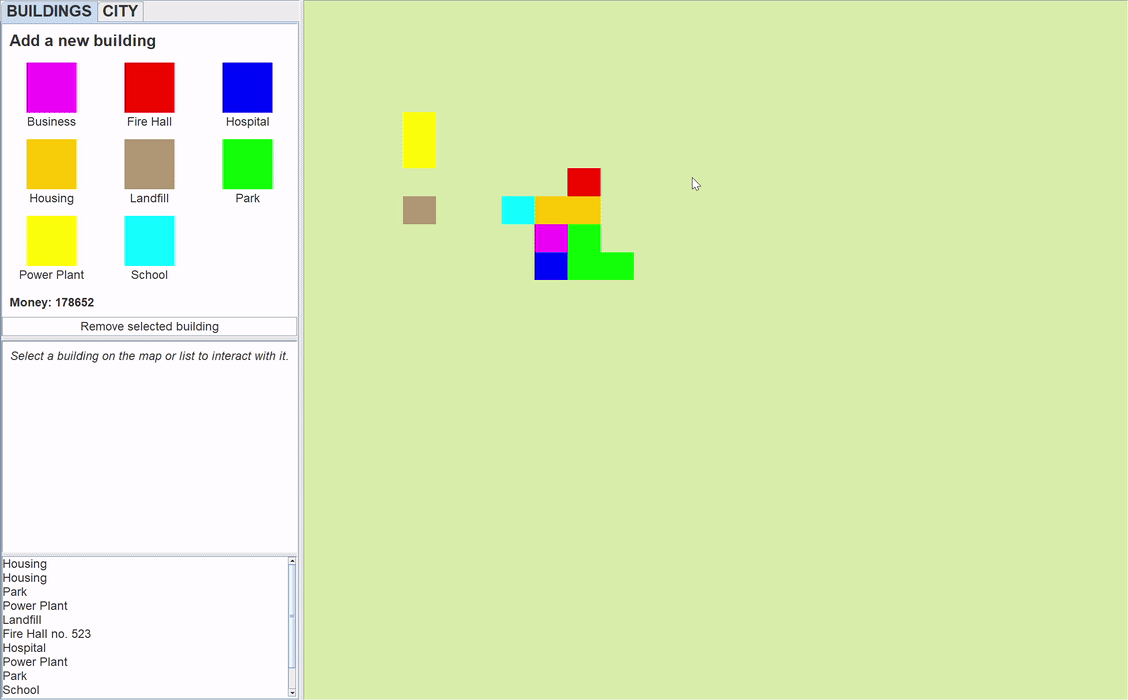 BUILDINGS CITY
Add a new building
Business Fire Hall Hospital
Housing Landfill Park
Power Plant School
Money: 178652
Remove selected building
Select a building on the map or list to interact with it.
Housing
Housing
Park
Power Plant
Landfill
Fire Hall no. 523
Hospital
Power Plant
Park
School